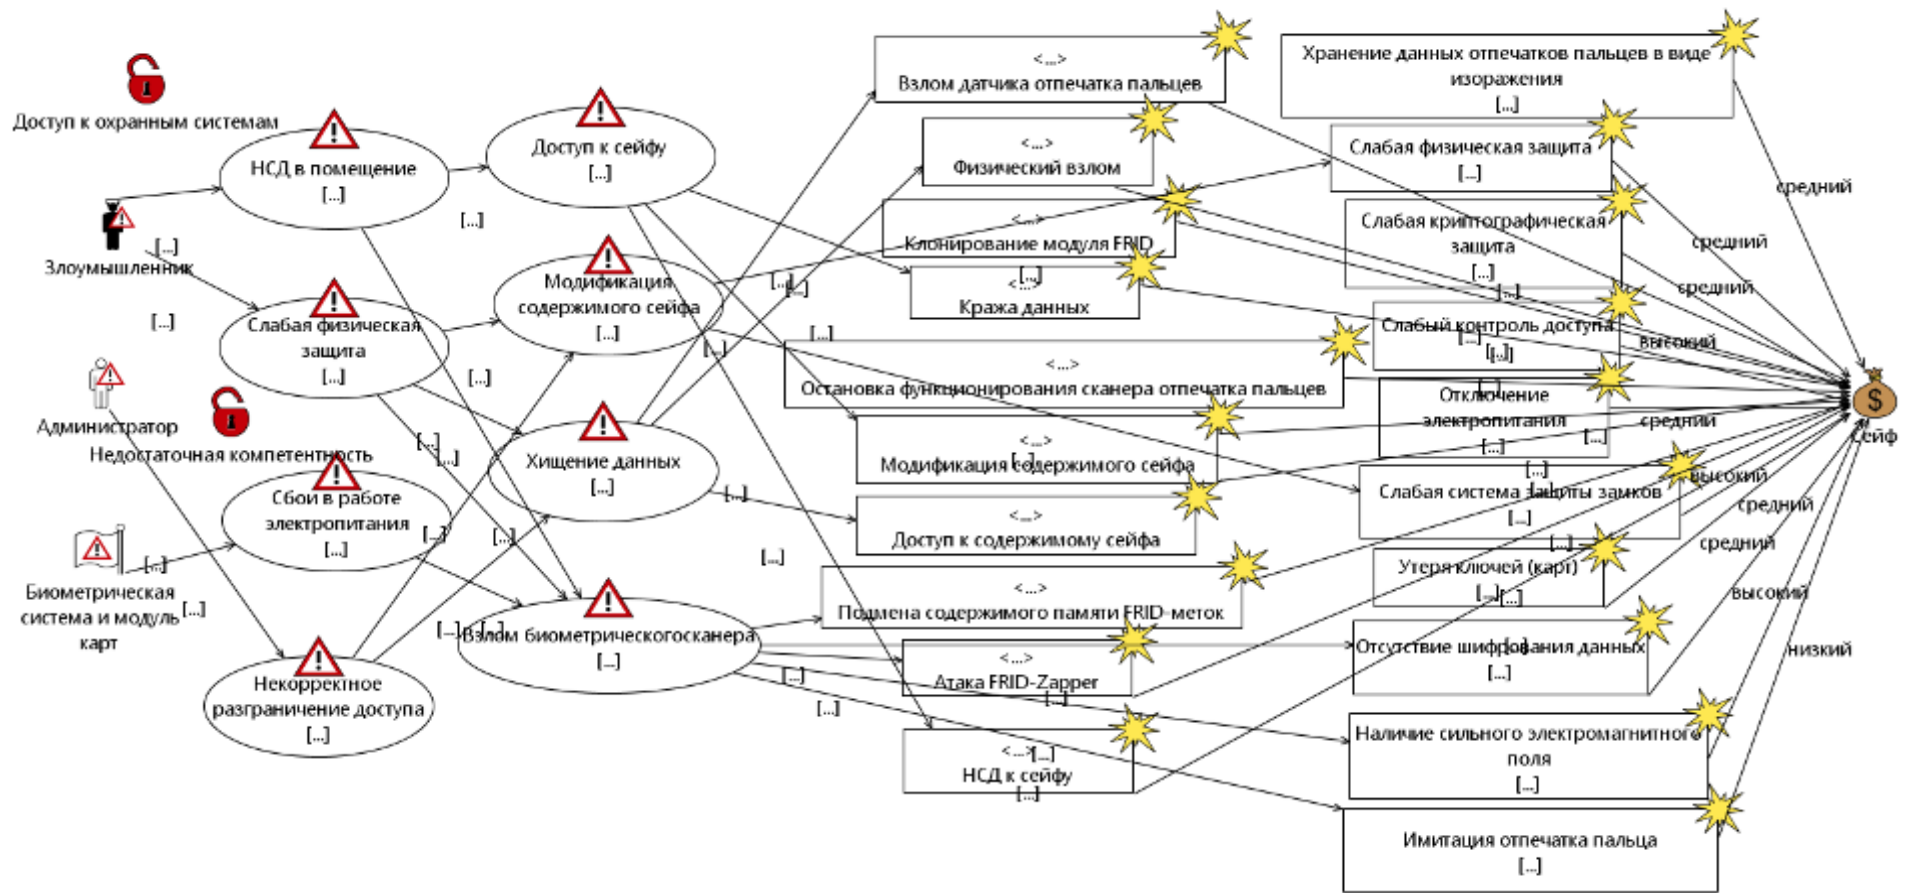 Доступ к охранным системам
Злоумышленник
[...]
[...]
Администратор
Недостаточная компетентность
Биометрическая
система и модуль
карт
[...]
[...]
НСД в помещение
[...]
Слабая физическая
защита
[...]
Сбои в работе
электропитания
[...]
Некорректное
разграничение доступа
[...]
[...]
[...]
[...]
[...]
[...]
[...]
[...]
[...]
Доступ к сейфу
[...]
Модификация
содержимого сейфа
[...]
Хищение данных
[...]
Взлом биометрическогосканера
[...]
[...]
[...]
[...]
[...]
[...]
[...]
[...]
[...]
<...>
Взлом датчика отпечатка пальцев
<...>
Физический взлом
<...>
Клонирование модуля FRID
[...]
<...>
Кража данных
<...>
Остановка функционирования сканера отпечатка пальцев
<...>
Модификация содержимого сейфа
[...]
<...>
Доступ к содержимому сейфа
<...>
Подмена содержимого памяти FRID-меток
<...>
Атака FRID-Zapper
[...]
<...>
[...]
НСД к сейфу
[...]
Хранение данных отпечатков пальцев в виде
изоражения
[...]
Слабая физическая защита
[...]
Слабая криптографическая
защита
[...]
[...]
Слабый контроль доступа
[...]
[...]
[...]
Отключение
электропитания
[...]
[...]
[...]
Слабая система защиты замков
[...]
[...]
Утеря ключей (карт)
[...]
[...]
Отсутствие шифрования данных
[...]
[...]
Наличие сильного электромагнитного
поля
[...]
Имитация отпечатка пальца
[...]
средний
средний
средний
высокий
средний
высокий
средний
средний
высокий
низкий
Сейф